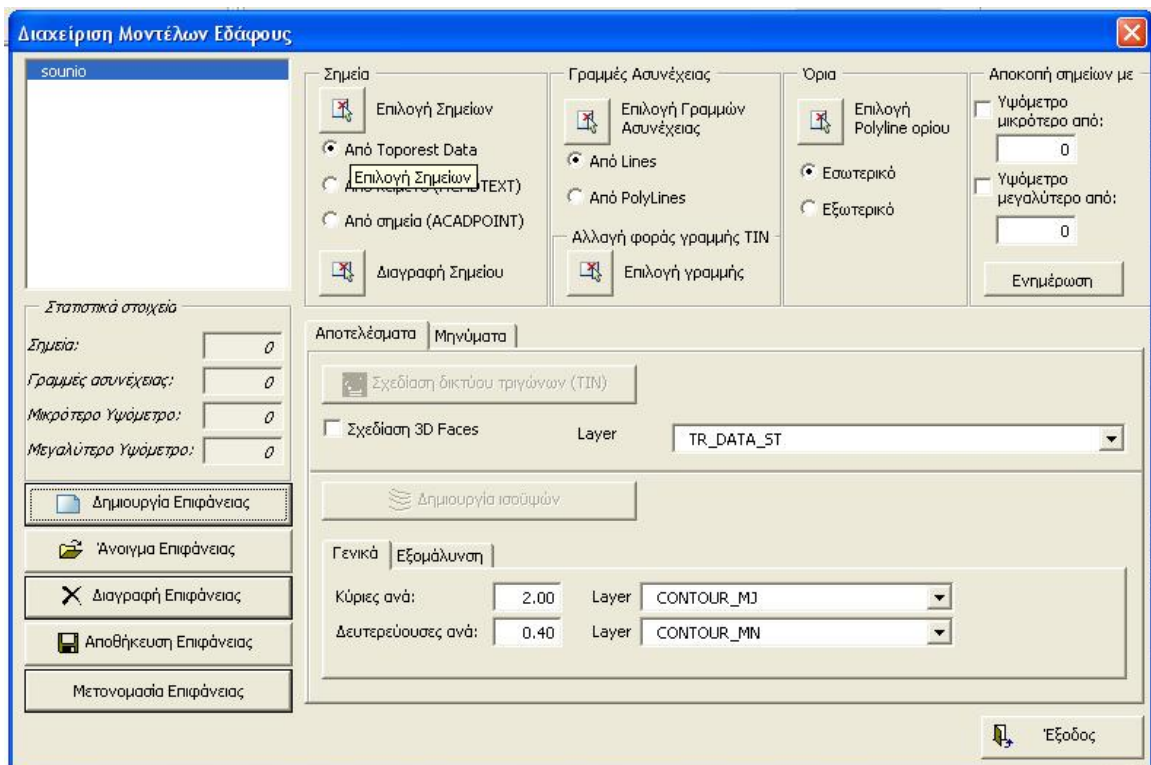 Διαχείριση Μοντέλων Εδάφους
sounio
Σημεία
Επιλογή Σημείων
Από Toporest Data
Επιλογή Σημείων
TEXT)
Από σημεία (ACADPOINT)
Διαγραφή Σημείου
Γραμμές Ασυνέχειας
Επιλογή Γραμμών
Ασυνέχειας
Από Lines
Από PolyLines
Αλλαγή φοράς γραμμής TIN
Επιλογή γραμμής
Όρια
Επιλογή
Polyline ορίου
Εσωτερικό
Εξωτερικό
Αποκοπή σημείων με
Υψόμετρο
μικρότερο από:
0
Υψόμετρο
μεγαλύτερο από:
0
Ενημέρωση
Στατιστικά στοιχεία
Σημεία: 0
Γραμμές ασυνέχειας: 0
Μικρότερο Υψόμετρο: 0
Μεγαλύτερο Υψόμετρο: 0
Δημιουργία Επιφάνειας
Άνοιγμα Επιφάνειας
Διαγραφή Επιφάνειας
Αποθήκευση Επιφάνειας
Μετονομασία Επιφάνειας
Αποτελέσματα Μηνύματα
Σχεδίαση δικτύου τριγώνων (TIN)
Σχεδίαση 3D Faces Layer TR_DATA_ST
Δημιουργία ισοϋψών
Γενικά Εξομάλυνση
Κύριες ανά: 2.00 Layer CONTOUR_MJ
Δευτερεύουσες ανά: 0.40 Layer CONTOUR_MN
Έξοδος